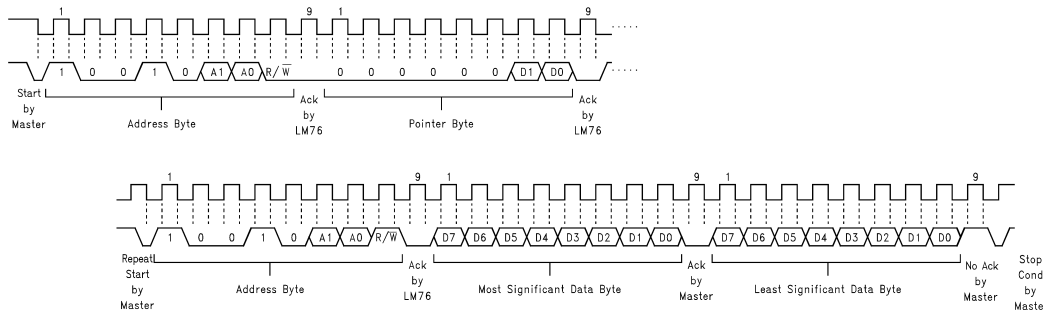 1 9 1 9
1 0 0 1 0 A1 A0 R/W̅ 0 0 0 0 0 0 D1 D0
Start by Master
Address Byte
Ack by LM76
Pointer Byte
Ack by LM76
1 9 1 9 1 9
1 0 0 1 0 A1 A0 R/W̅ D7 D6 D5 D4 D3 D2 D1 D0 D7 D6 D5 D4 D3 D2 D1 D0
Repeat Start by Master
Address Byte
Ack by LM76
Most Significant Data Byte
Ack by Master
Least Significant Data Byte
No Ack by Master
Stop Cond by Maste